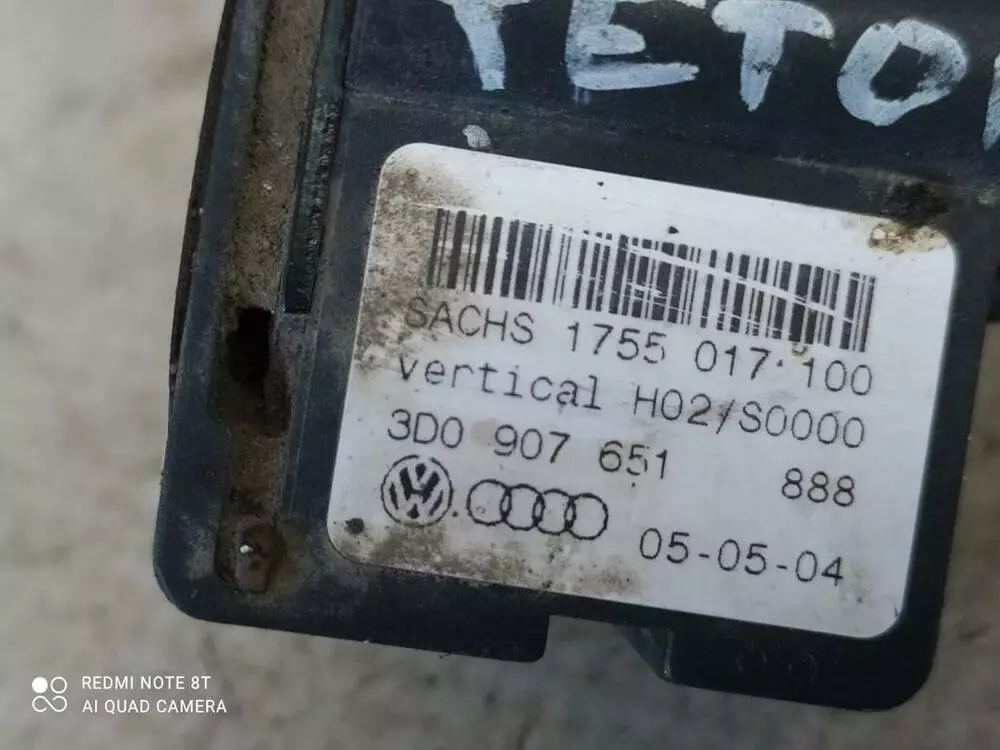 SACHS 1755 017 100
vertical H02/S0000
3D0 907 651 888
VW
05-05-04
REDMI NOTE 8T
AI QUAD CAMERA